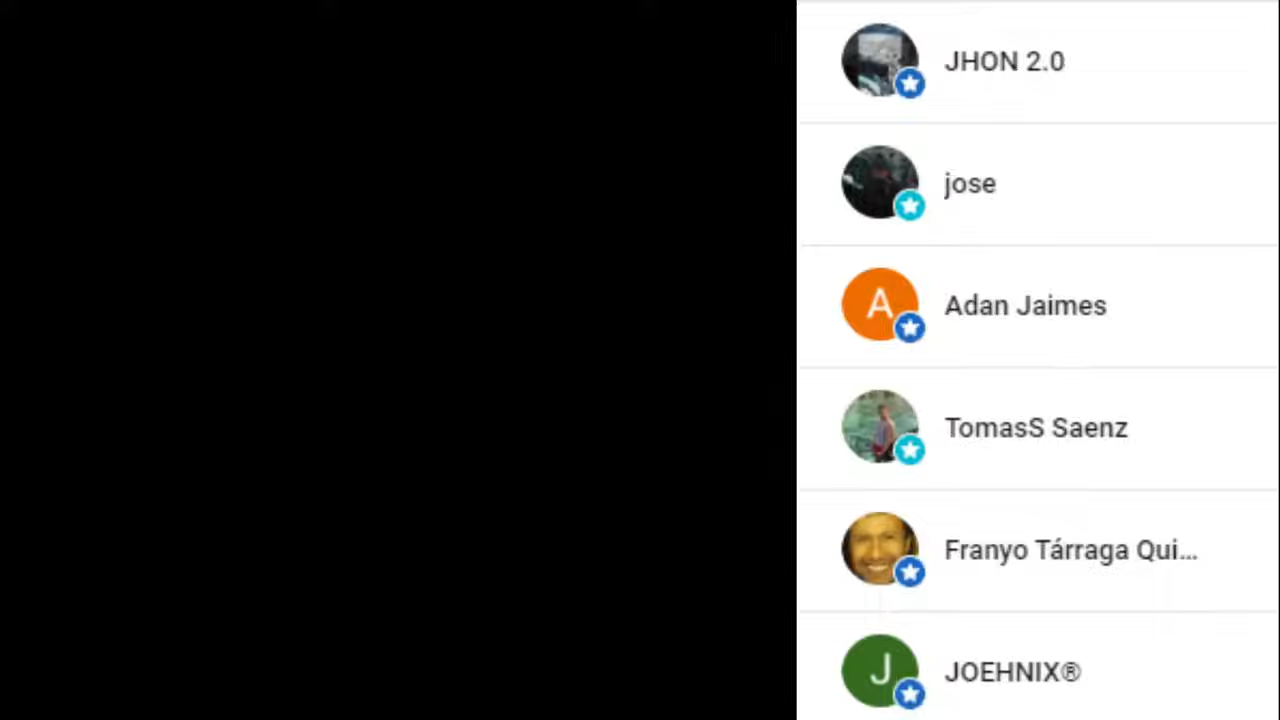 JHON 2.0
jose
A
Adan Jaimes
TomasS Saenz
Franyo Tárraga Qui...
J
JOEHNIX®